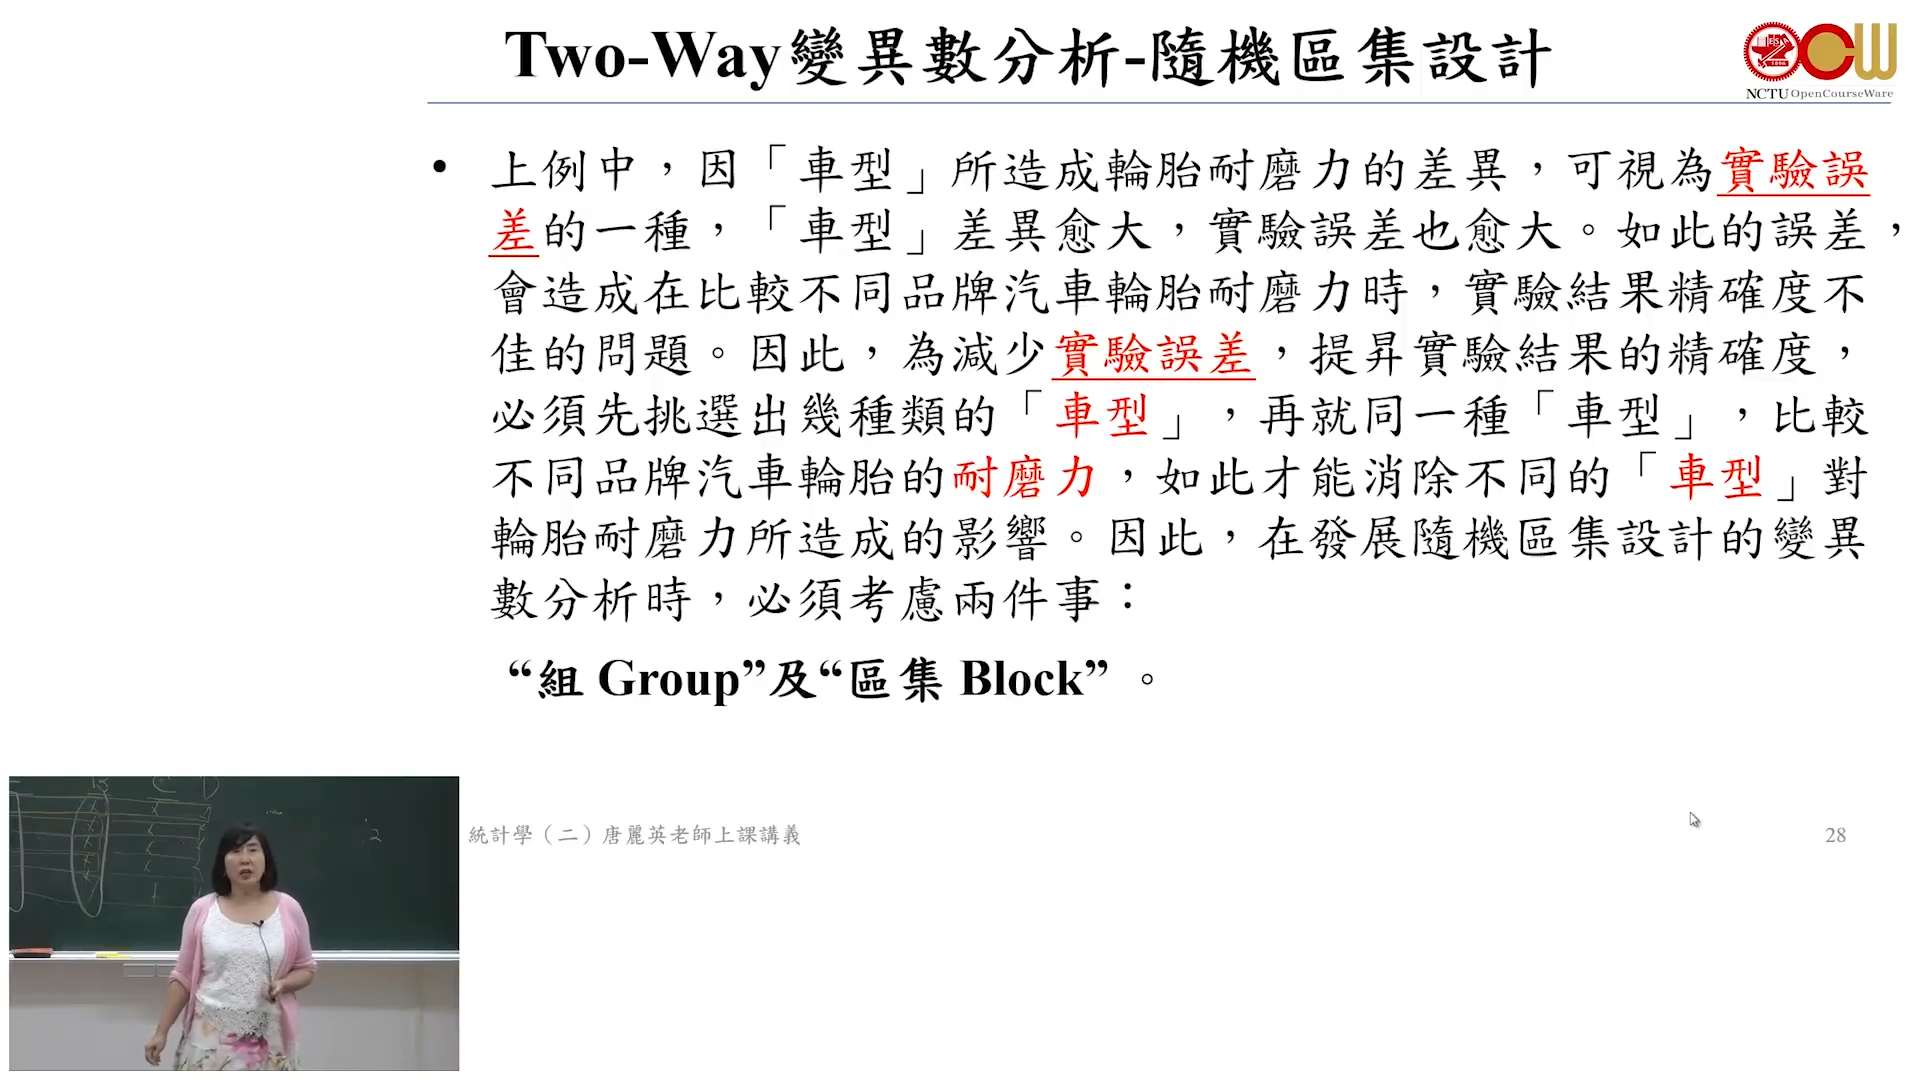 Two-Way變異數分析-隨機區集設計
NCTU OpenCourseWare
• 上例中，因「車型」所造成輪胎耐磨力的差異，可視為實驗誤
差的一種，「車型」差異愈大，實驗誤差也愈大。如此的誤差，
會造成在比較不同品牌汽車輪胎耐磨力時，實驗結果精確度不
佳的問題。因此，為減少實驗誤差，提昇實驗結果的精確度，
必須先挑選出幾種類的「車型」，再就同一種「車型」，比較
不同品牌汽車輪胎的耐磨力，如此才能消除不同的「車型」對
輪胎耐磨力所造成的影響。因此，在發展隨機區集設計的變異
數分析時，必須考慮兩件事：
“組 Group”及“區集 Block” 。
統計學（二）唐麗英老師上課講義
28